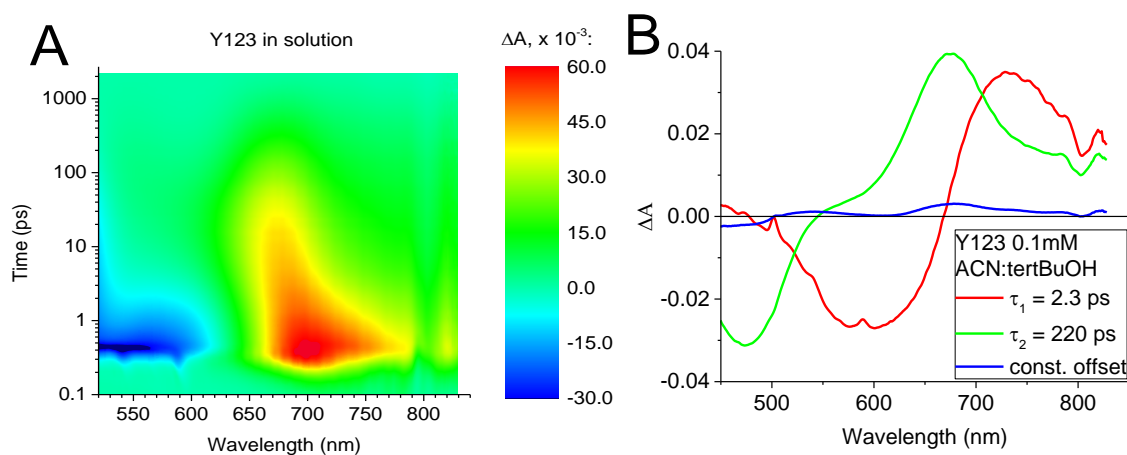 A
Y123 in solution
ΔA, x 10⁻³:
Time (ps)
1000
100
10
1
0.1
550
600
650
700
750
800
Wavelength (nm)
60.0
45.0
30.0
15.0
0.0
-15.0
-30.0
B
ΔA
0.04
0.02
0.00
-0.02
-0.04
500
600
700
800
Wavelength (nm)
Y123 0.1mM
ACN:tertBuOH
τ₁ = 2.3 ps
τ₂ = 220 ps
const. offset